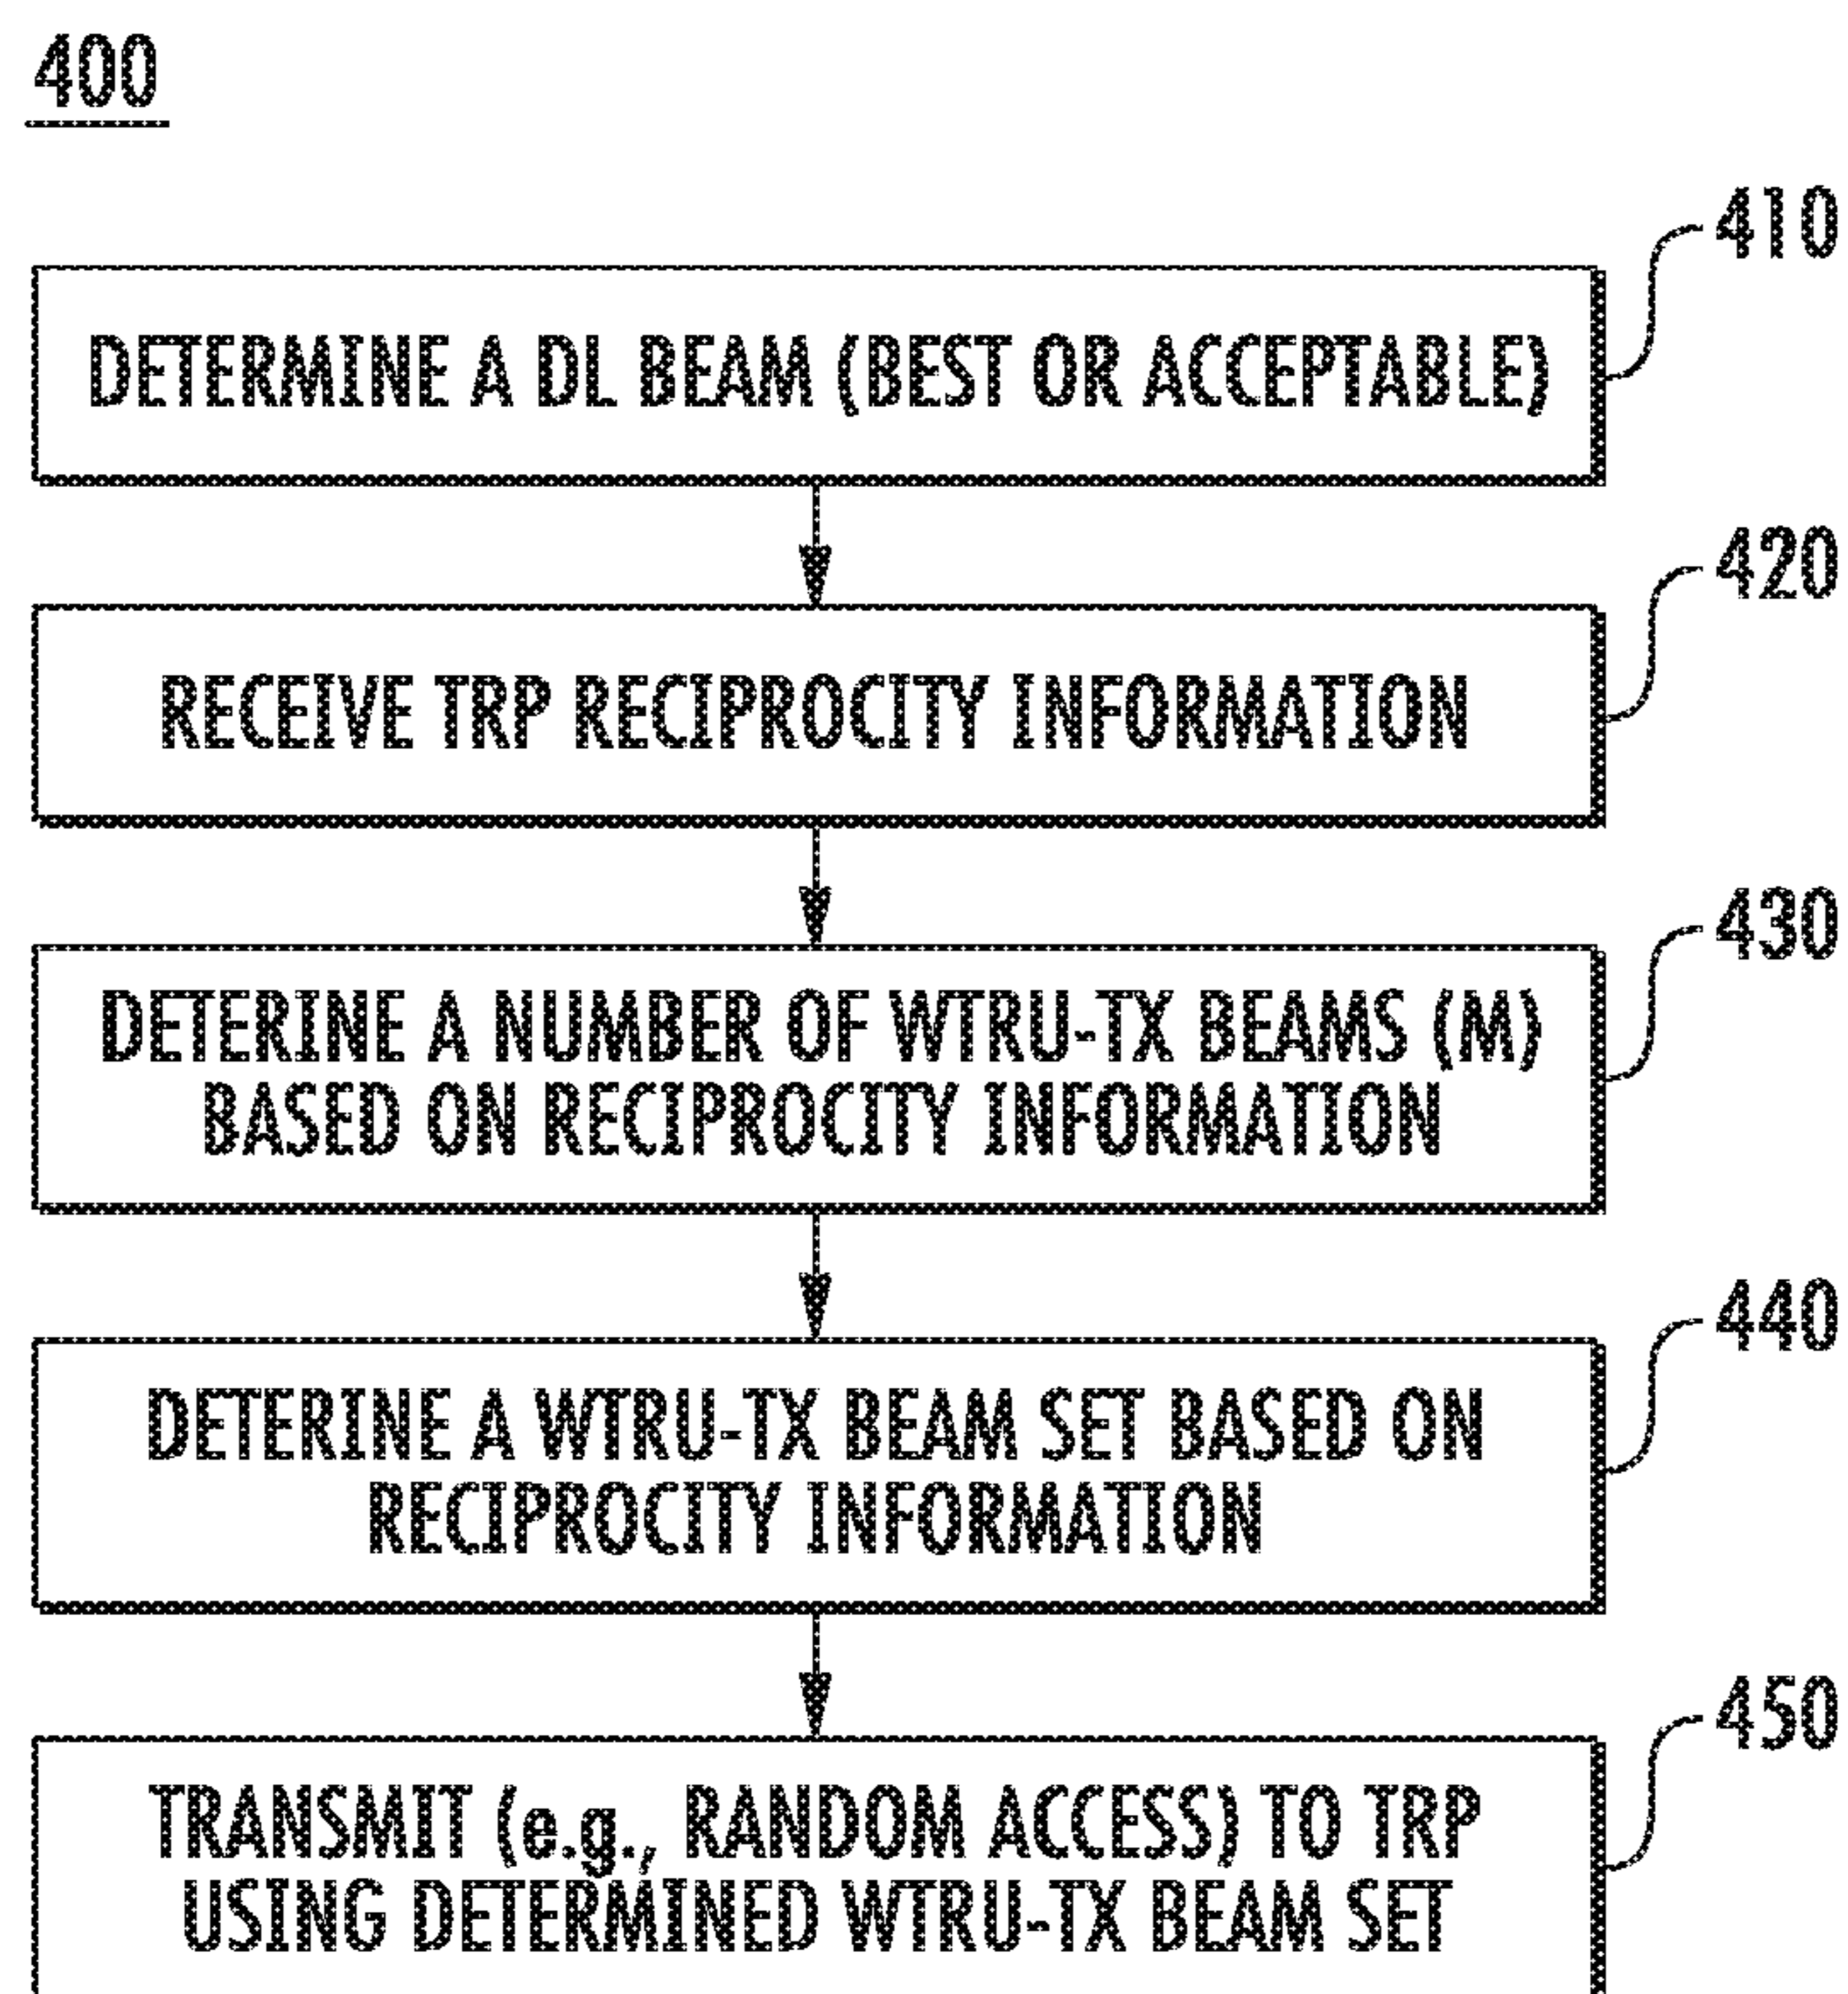 400
410
DETERMINE A DL BEAM (BEST OR ACCEPTABLE)
420
RECEIVE TRP RECIPROCITY INFORMATION
430
DETERINE A NUMBER OF WTRU-TX BEAMS (M)
BASED ON RECIPROCITY INFORMATION
440
DETERINE A WTRU-TX BEAM SET BASED ON
RECIPROCITY INFORMATION
450
TRANSMIT (e.g., RANDOM ACCESS) TO TRP
USING DETERMINED WTRU-TX BEAM SET